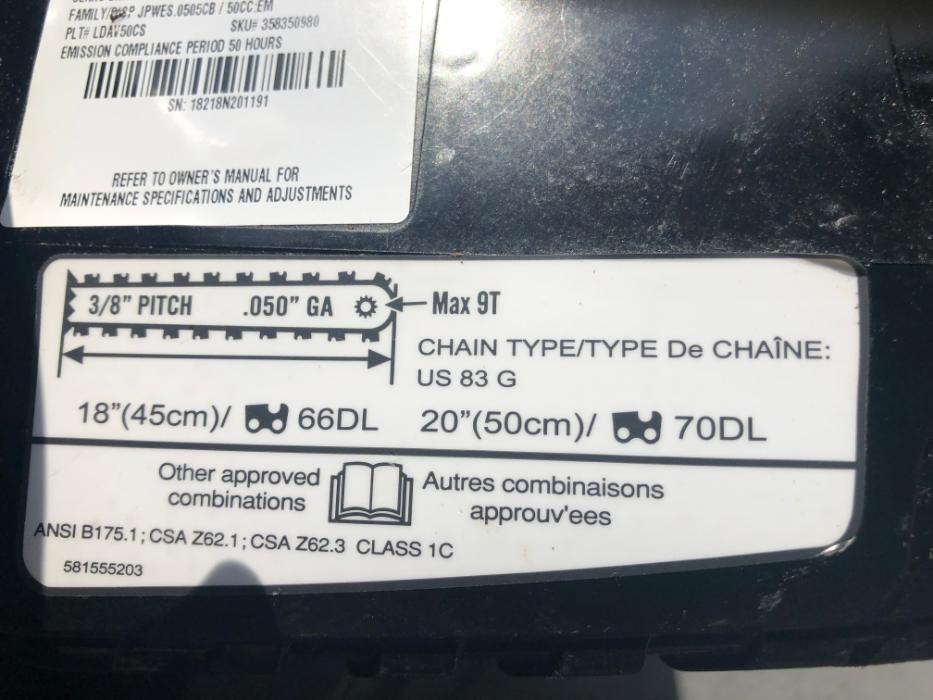 FAMILY/DISP JPWES.0505CB / 50CC:EM
PLT# LDAV50CS SKU# 358350980
EMISSION COMPLIANCE PERIOD 50 HOURS
SN: 18218N201191
REFER TO OWNER'S MANUAL FOR
MAINTENANCE SPECIFICATIONS AND ADJUSTMENTS
3/8" PITCH .050" GA Max 9T
CHAIN TYPE/TYPE De CHAÎNE:
US 83 G
18"(45cm)/ 66DL 20"(50cm)/ 70DL
Other approved
combinations
Autres combinaisons
approuv'ees
ANSI B175.1; CSA Z62.1; CSA Z62.3 CLASS 1C
581555203